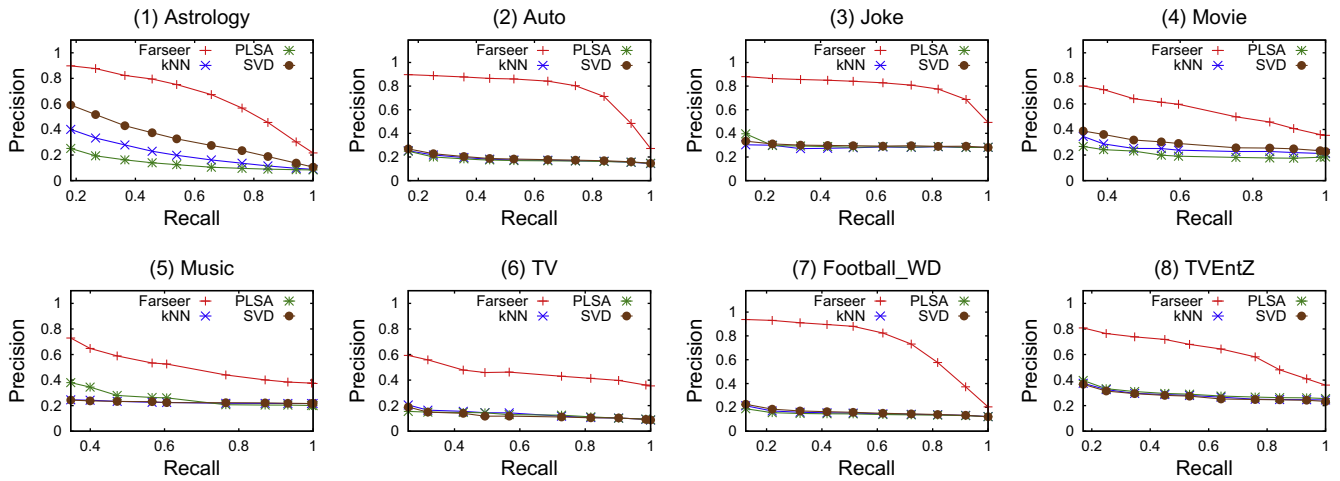 (1) Astrology
Precision
1
0.8
0.6
0.4
0.2
0
Farseer
kNN
PLSA
SVD
0.2 0.4 0.6 0.8 1
Recall
(2) Auto
Precision
1
0.8
0.6
0.4
0.2
0
Farseer
kNN
PLSA
SVD
0.2 0.4 0.6 0.8 1
Recall
(3) Joke
Precision
1
0.8
0.6
0.4
0.2
0
Farseer
kNN
PLSA
SVD
0.2 0.4 0.6 0.8 1
Recall
(4) Movie
Precision
1
0.8
0.6
0.4
0.2
0
Farseer
kNN
PLSA
SVD
0.4 0.6 0.8 1
Recall
(5) Music
Precision
1
0.8
0.6
0.4
0.2
0
Farseer
kNN
PLSA
SVD
0.4 0.6 0.8 1
Recall
(6) TV
Precision
1
0.8
0.6
0.4
0.2
0
Farseer
kNN
PLSA
SVD
0.4 0.6 0.8 1
Recall
(7) Football_WD
Precision
1
0.8
0.6
0.4
0.2
0
Farseer
kNN
PLSA
SVD
0.2 0.4 0.6 0.8 1
Recall
(8) TVEntZ
Precision
1
0.8
0.6
0.4
0.2
0
Farseer
kNN
PLSA
SVD
0.2 0.4 0.6 0.8 1
Recall